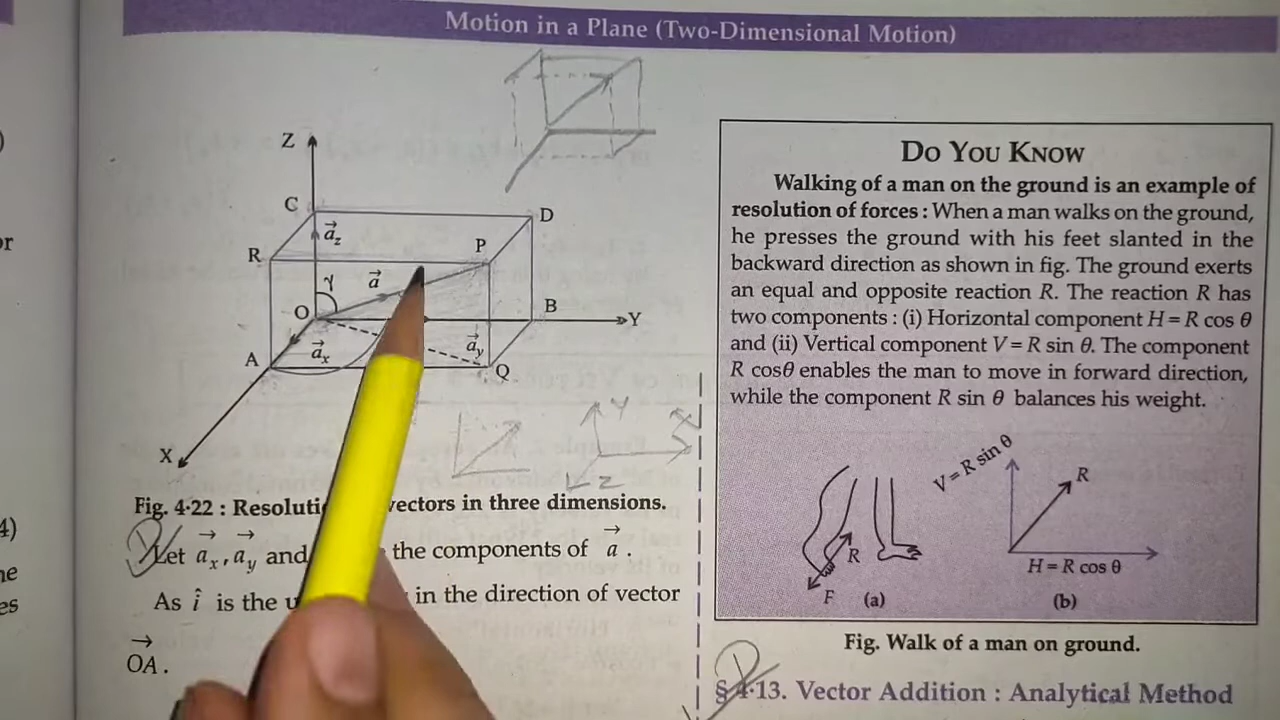 Motion in a Plane (Two-Dimensional Motion)
Z
C
D
a⃗z
R
P
γ
a⃗
O
B
Y
A
a⃗x
a⃗y
Q
X
Y
X
Z
Fig. 4·22 : vectors in three dimensions.
Let a⃗x, a⃗y and the components of a⃗.
As î is the in the direction of vector
OA⃗.
DO YOU KNOW
Walking of a man on the ground is an example of
resolution of forces : When a man walks on the ground,
he presses the ground with his feet slanted in the
backward direction as shown in fig. The ground exerts
an equal and opposite reaction R. The reaction R has
two components : (i) Horizontal component H = R cos θ
and (ii) Vertical component V = R sin θ. The component
R cosθ enables the man to move in forward direction,
while the component R sin θ balances his weight.
V = R sin θ
R
R
H = R cos θ
F
(a)
(b)
Fig. Walk of a man on ground.
§ 4·13. Vector Addition : Analytical Method
4)